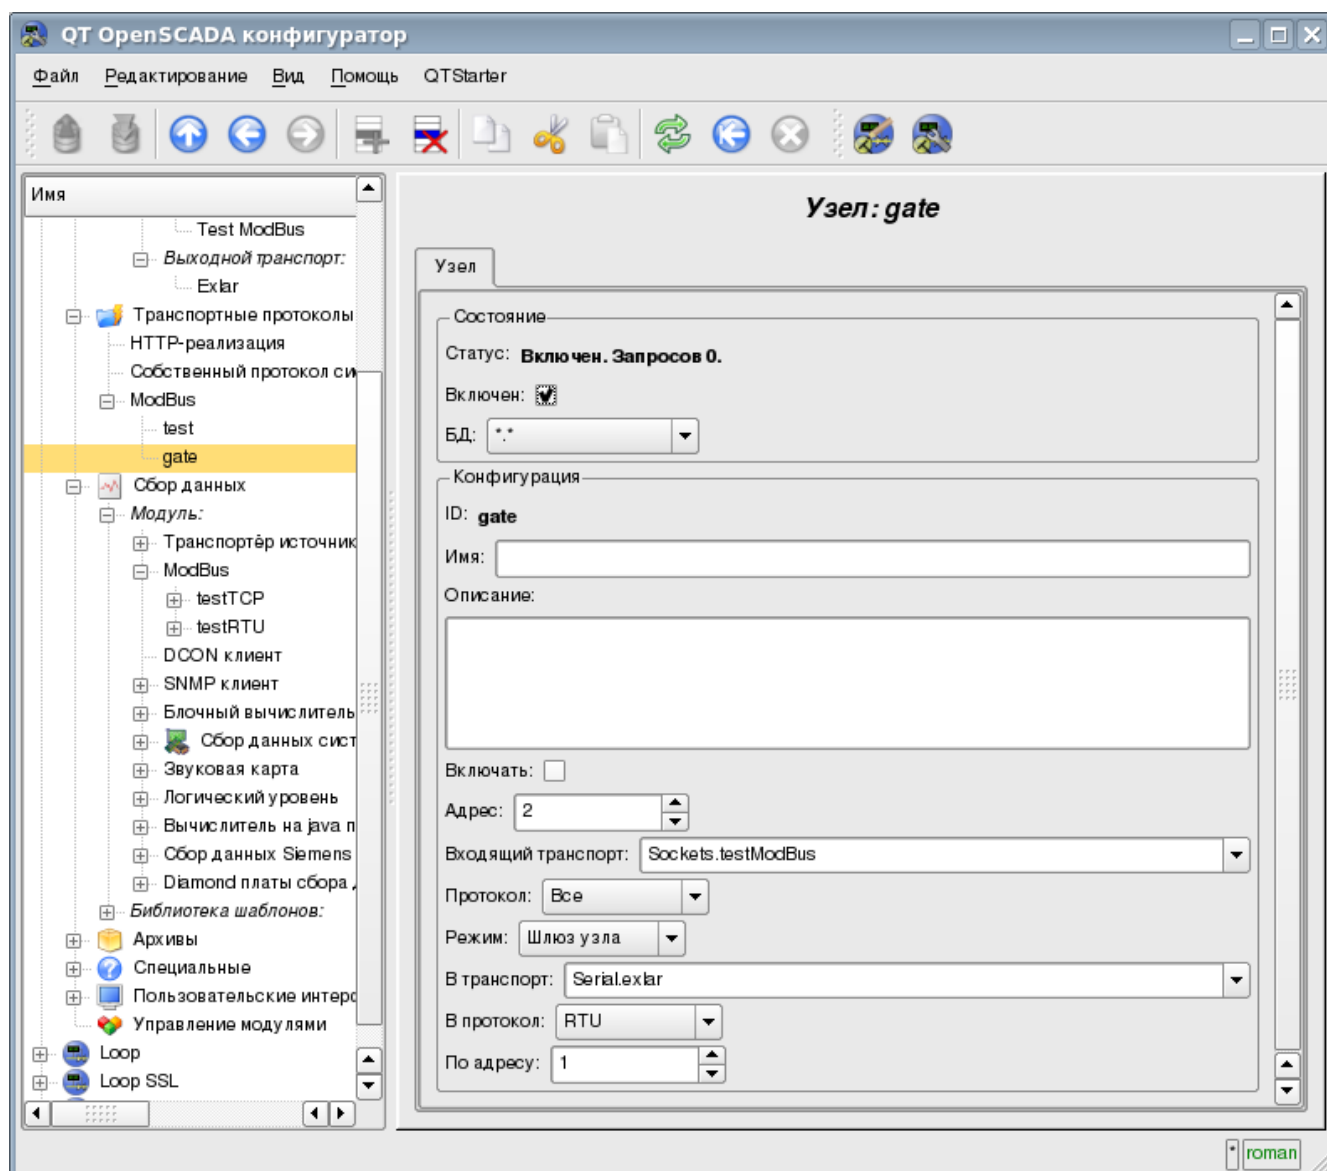 QT OpenSCADA конфигуратор
Файл Редактирование Вид Помощь QTStarter
Имя
Test ModBus
Выходной транспорт:
Exlar
Транспортные протоколы
HTTP-реализация
Собственный протокол си
ModBus
test
gate
Сбор данных
Модуль:
Транспортёр источник
ModBus
testTCP
testRTU
DCON клиент
SNMP клиент
Блочный вычислитель
Сбор данных сист
Звуковая карта
Логический уровень
Вычислитель на java п
Сбор данных Siemens
Diamond платы сбора
Библиотека шаблонов:
Архивы
Специальные
Пользовательские интерф
Управление модулями
Loop
Loop SSL
Узел: gate
Узел
Состояние
Статус: Включен. Запросов 0.
Включен:
БД: *.*
Конфигурация
ID: gate
Имя:
Описание:
Включать:
Адрес: 2
Входящий транспорт: Sockets.testModBus
Протокол: Все
Режим: Шлюз узла
В транспорт: Serial.exlar
В протокол: RTU
По адресу: 1
* roman